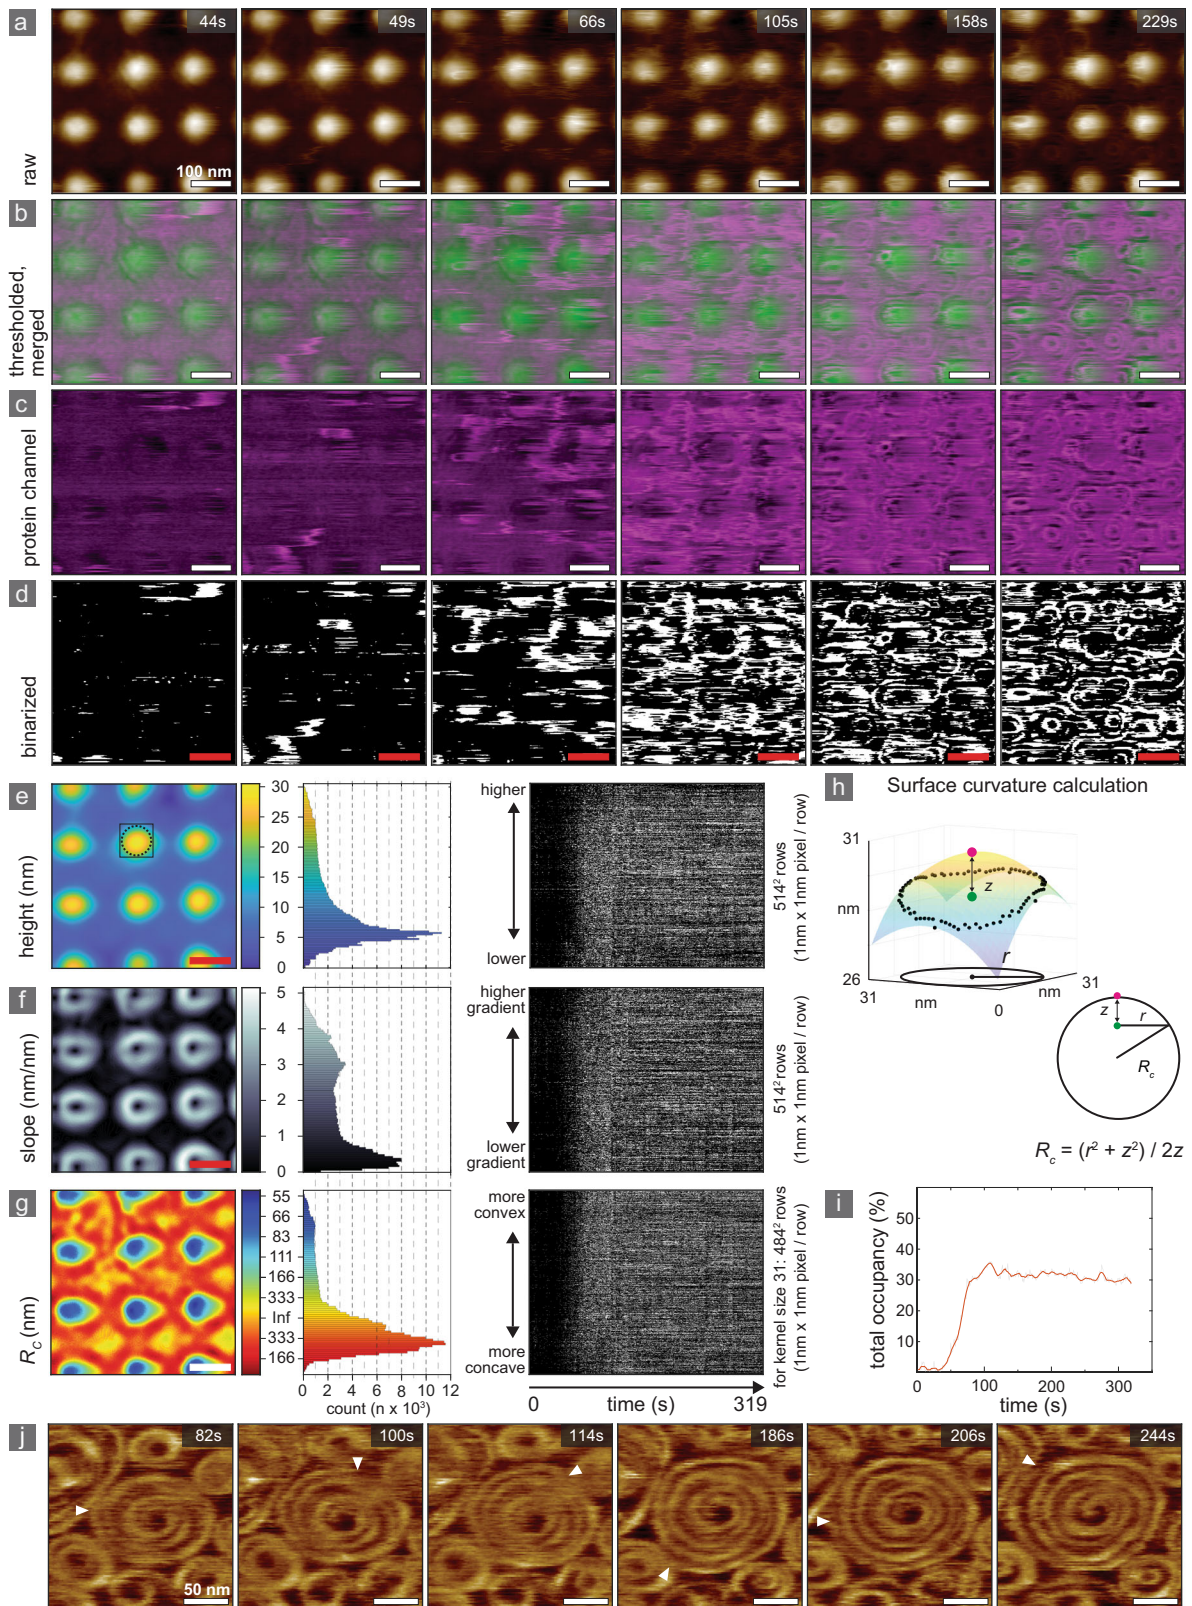 a
44s
49s
66s
105s
158s
229s
raw
100 nm
b
thresholded,
merged
c
protein channel
d
binarized
e
height (nm)
30
25
20
15
10
5
0
higher
lower
514² rows
(1nm x 1nm pixel / row)
f
slope (nm/nm)
5
4
3
2
1
0
higher
gradient
lower
gradient
514² rows
(1nm x 1nm pixel / row)
g
R_c (nm)
55
66
83
111
166
333
Inf
333
166
0 2 4 6 8 10 12
count (n x 10³)
more
convex
more
concave
0 time (s) 319
for kernel size 31: 484² rows
(1nm x 1nm pixel / row)
h
Surface curvature calculation
31
nm
26
31
nm
0
nm
31
z
r
z
r
R_c
R_c = (r² + z²) / 2z
i
total occupancy (%)
50
40
30
20
10
0 100 200 300
time (s)
j
82s
100s
114s
186s
206s
244s
50 nm